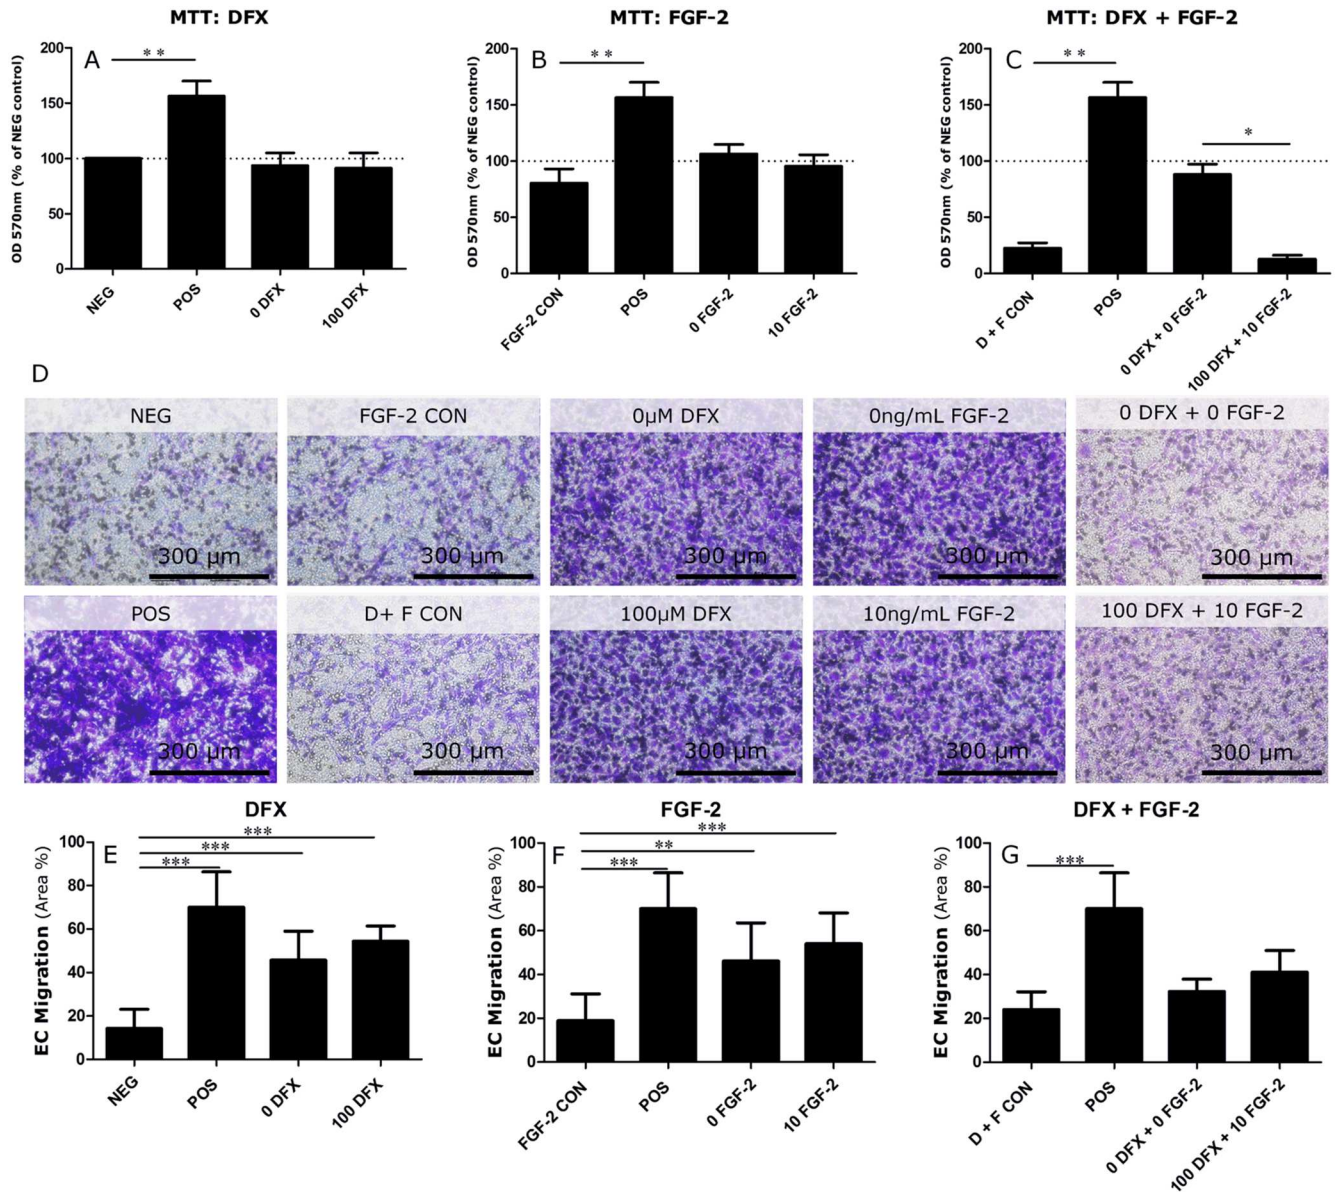 MTT: DFX
MTT: FGF-2
MTT: DFX + FGF-2
A
**
OD 570nm (% of NEG control)
200
150
100
50
0
NEG
POS
0 DFX
100 DFX
B
**
OD 570nm (% of NEG control)
200
150
100
50
0
FGF-2 CON
POS
0 FGF-2
10 FGF-2
C
**
*
OD 570nm (% of NEG control)
200
150
100
50
0
D + F CON
POS
0 DFX + 0 FGF-2
100 DFX + 10 FGF-2
D
NEG
300 µm
FGF-2 CON
300 µm
0µM DFX
300 µm
0ng/mL FGF-2
300 µm
0 DFX + 0 FGF-2
300 µm
POS
300 µm
D+ F CON
300 µm
100µM DFX
300 µm
10ng/mL FGF-2
300 µm
100 DFX + 10 FGF-2
300 µm
DFX
E
***
***
***
EC Migration (Area %)
100
80
60
40
20
0
NEG
POS
0 DFX
100 DFX
FGF-2
F
***
**
***
EC Migration (Area %)
100
80
60
40
20
0
FGF-2 CON
POS
0 FGF-2
10 FGF-2
DFX + FGF-2
G
***
EC Migration (Area %)
100
80
60
40
20
0
D + F CON
POS
0 DFX + 0 FGF-2
100 DFX + 10 FGF-2